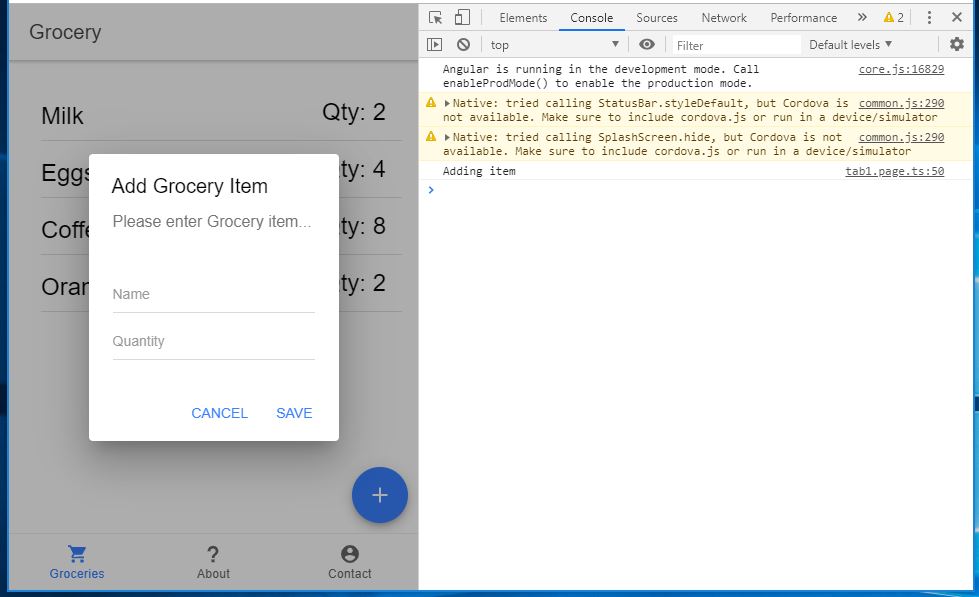 Grocery
Milk
Qty: 2
Eggs
ty: 4
Coffe
ty: 8
Oran
ty: 2
Add Grocery Item
Please enter Grocery item...
Name
Quantity
CANCEL SAVE
+
Groceries
?
About
Contact
Elements Console Sources Network Performance » 2
top Filter Default levels
Angular is running in the development mode. Call core.js:16829
enableProdMode() to enable the production mode.
Native: tried calling StatusBar.styleDefault, but Cordova is common.js:290
not available. Make sure to include cordova.js or run in a device/simulator
Native: tried calling SplashScreen.hide, but Cordova is not common.js:290
available. Make sure to include cordova.js or run in a device/simulator
Adding item tab1.page.ts:50